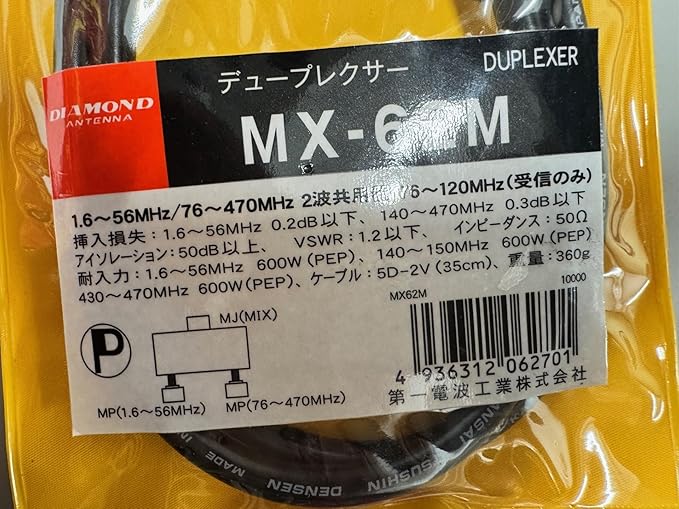 DIAMOND
ANTENNA
デュープレクサー
DUPLEXER
MX-62M
1.6～56MHz/76～470MHz 2波共用 76～120MHz(受信のみ)
挿入損失：1.6～56MHz 0.2dB以下、140～470MHz 0.3dB以下
アイソレーション：50dB以上、 VSWR：1.2以下、 インピーダンス：50Ω
耐入力：1.6～56MHz 600W(PEP)、140～150MHz 600W(PEP)
430～470MHz 600W(PEP)、ケーブル：5D-2V(35cm)、重量：360g
MX62M
10000
P
MJ(MIX)
MP(1.6～56MHz)
MP(76～470MHz)
4 936312 062701
第一電波工業株式会社
MADE IN
DENSEN